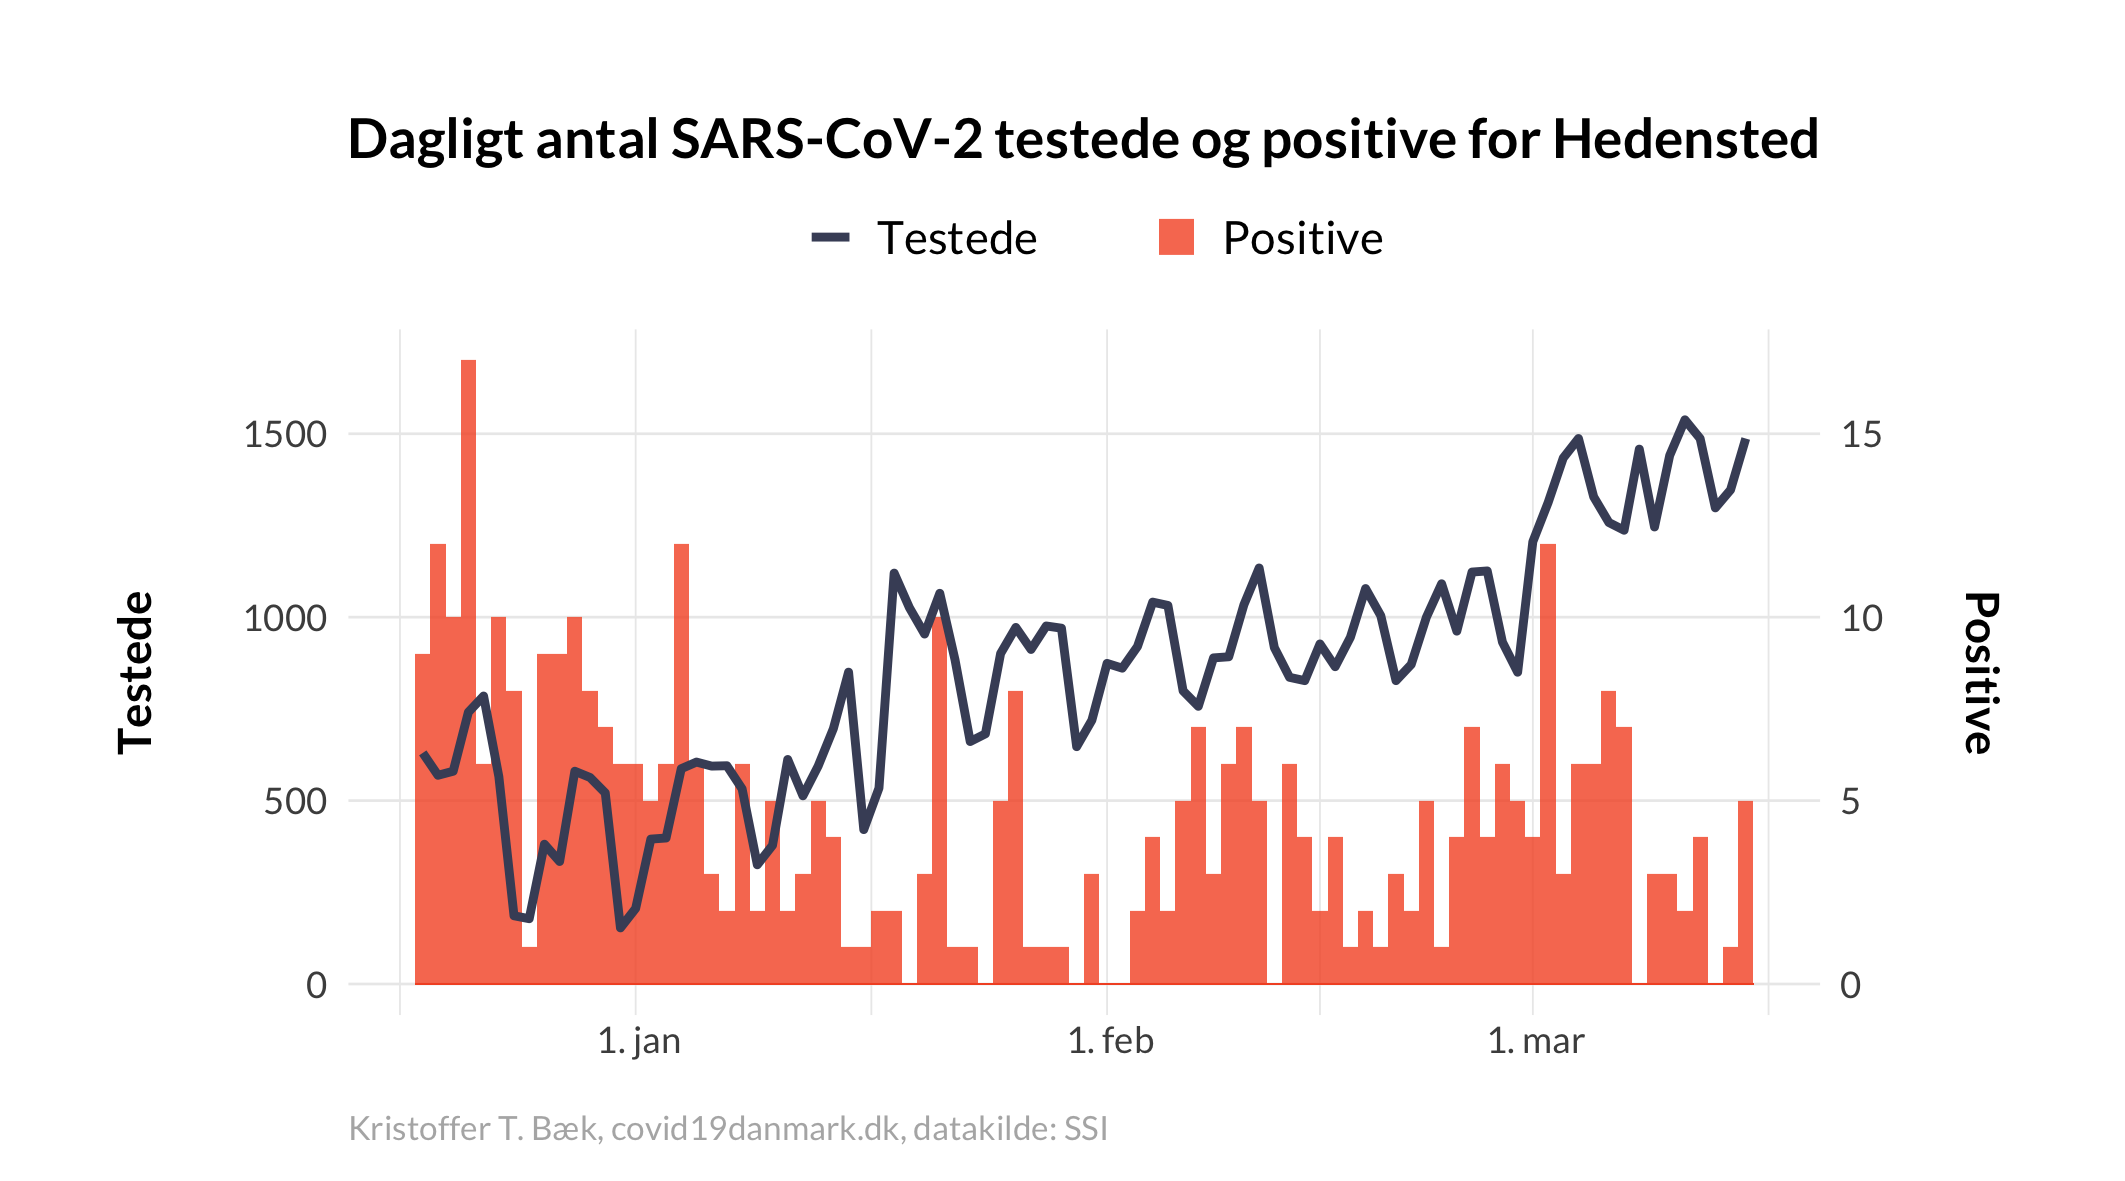 Dagligt antal SARS-CoV-2 testede og positive for Hedensted
Testede
Positive
1500
1000
500
0
15
10
5
0
Testede
Positive
1. jan
1. feb
1. mar
Kristoffer T. Bæk, covid19danmark.dk, datakilde: SSI